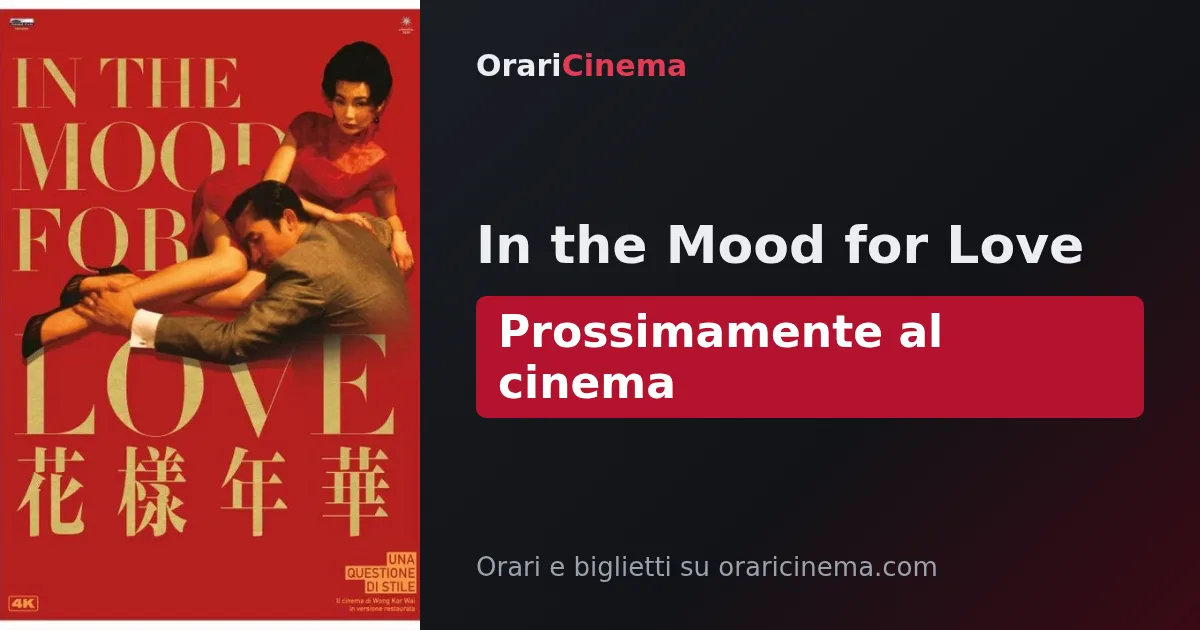 IN THE
MOOD
FOR
LOVE
花樣年華
UNA
QUESTIONE
DI STILE
Il cinema di Wong Kar Wai
in versione restaurata
4K
OrariCinema
In the Mood for Love
Prossimamente al
cinema
Orari e biglietti su oraricinema.com